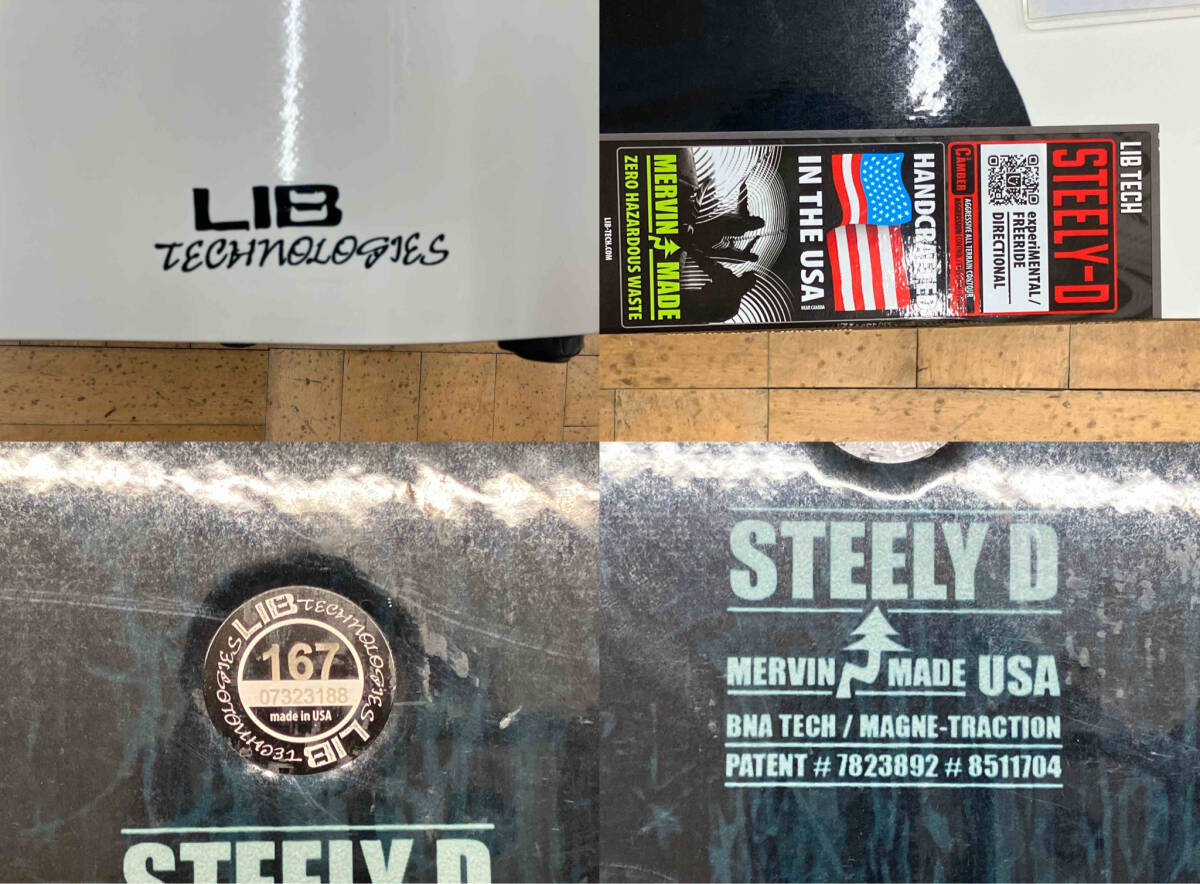 LIB
TECHNOLOGIES
LIB TECH
STEELY-D
experimental/
FREERIDE
DIRECTIONAL
CAMBER
AGGRESSIVE ALL TERRAIN CONTOUR
HANDCRAFTED
IN THE USA
NEAR CANADA
MERVIN MADE
ZERO HAZARDOUS WASTE
LIB-TECH.COM
LIB TECHNOLOGIES
167
07323188
made in USA
LIB TECHNOLOGIES
STEELY D
STEELY D
MERVIN MADE USA
BNA TECH / MAGNE-TRACTION
PATENT # 7823892 # 8511704